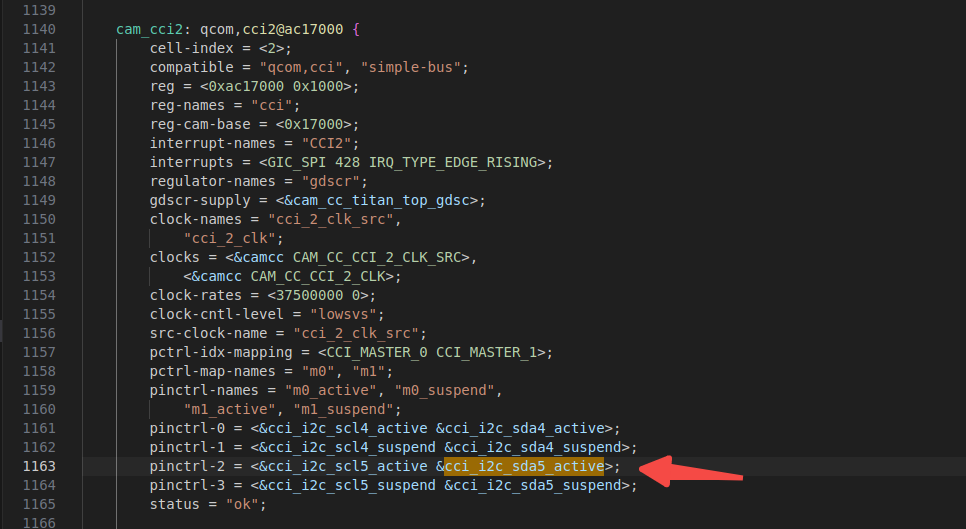 1139
1140 cam_cci2: qcom,cci2@ac17000 {
1141 cell-index = <2>;
1142 compatible = "qcom,cci", "simple-bus";
1143 reg = <0xac17000 0x1000>;
1144 reg-names = "cci";
1145 reg-cam-base = <0x17000>;
1146 interrupt-names = "CCI2";
1147 interrupts = <GIC_SPI 428 IRQ_TYPE_EDGE_RISING>;
1148 regulator-names = "gdscr";
1149 gdscr-supply = <&cam_cc_titan_top_gdsc>;
1150 clock-names = "cci_2_clk_src",
1151 "cci_2_clk";
1152 clocks = <&camcc CAM_CC_CCI_2_CLK_SRC>,
1153 <&camcc CAM_CC_CCI_2_CLK>;
1154 clock-rates = <37500000 0>;
1155 clock-cntl-level = "lowsvs";
1156 src-clock-name = "cci_2_clk_src";
1157 pctrl-idx-mapping = <CCI_MASTER_0 CCI_MASTER_1>;
1158 pctrl-map-names = "m0", "m1";
1159 pinctrl-names = "m0_active", "m0_suspend",
1160 "m1_active", "m1_suspend";
1161 pinctrl-0 = <&cci_i2c_scl4_active &cci_i2c_sda4_active>;
1162 pinctrl-1 = <&cci_i2c_scl4_suspend &cci_i2c_sda4_suspend>;
1163 pinctrl-2 = <&cci_i2c_scl5_active &cci_i2c_sda5_active>;
1164 pinctrl-3 = <&cci_i2c_scl5_suspend &cci_i2c_sda5_suspend>;
1165 status = "ok";
1166